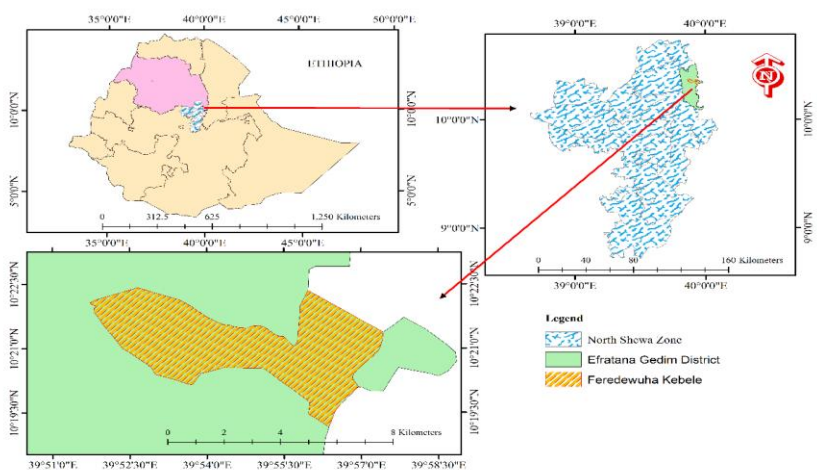 35°0'0"E 40°0'0"E 45°0'0"E 50°0'0"E
ETHIOPIA
10°0'0"N
10°0'0"N
5°0'0"N
5°0'0"N
0 312.5 625 1,250 Kilometers
35°0'0"E 40°0'0"E 45°0'0"E
39°0'0"E 40°0'0"E
N
10°0'0"N
10°0'0"N
9°0'0"N
9°0'0"N
0 40 80 160 Kilometers
39°0'0"E 40°0'0"E
Legend
North Shewa Zone
Efratana Gedim District
Feredewuha Kebele
10°22'30"N
10°22'30"N
10°21'0"N
10°21'0"N
10°19'30"N
10°19'30"N
0 2 4 8 Kilometers
39°51'0"E 39°52'30"E 39°54'0"E 39°55'30"E 39°57'0"E 39°58'30"E